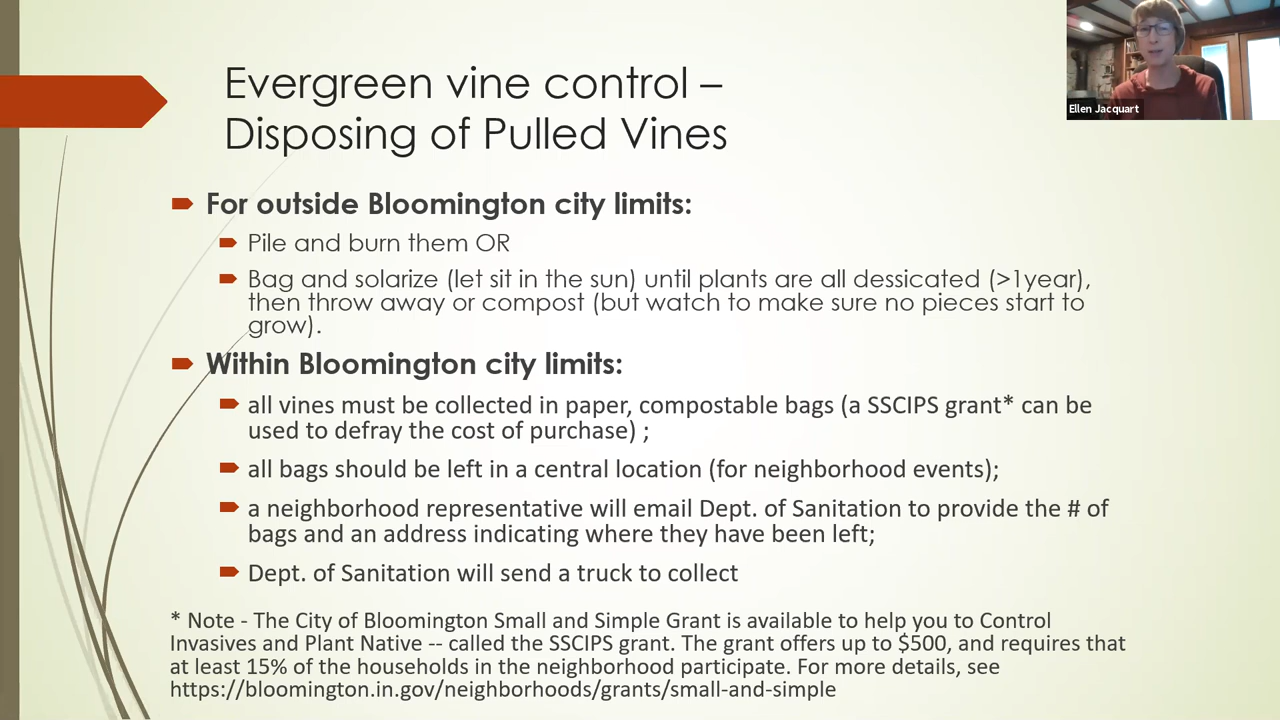 Evergreen vine control –
Disposing of Pulled Vines
Ellen Jacquart
For outside Bloomington city limits:
Pile and burn them OR
Bag and solarize (let sit in the sun) until plants are all dessicated (>1year),
then throw away or compost (but watch to make sure no pieces start to
grow).
Within Bloomington city limits:
all vines must be collected in paper, compostable bags (a SSCIPS grant* can be
used to defray the cost of purchase) ;
all bags should be left in a central location (for neighborhood events);
a neighborhood representative will email Dept. of Sanitation to provide the # of
bags and an address indicating where they have been left;
Dept. of Sanitation will send a truck to collect
* Note - The City of Bloomington Small and Simple Grant is available to help you to Control
Invasives and Plant Native -- called the SSCIPS grant. The grant offers up to $500, and requires that
at least 15% of the households in the neighborhood participate. For more details, see
https://bloomington.in.gov/neighborhoods/grants/small-and-simple